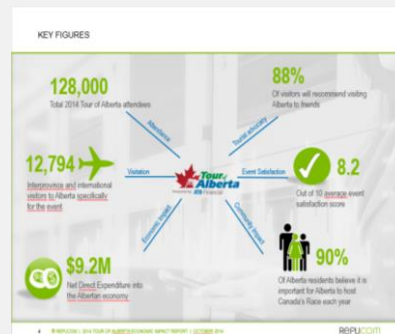 KEY FIGURES
128,000
Total 2014 Tour of Alberta attendees
88%
Of visitors will recommend visiting
Alberta to friends
Attendance
Tourist advocacy
12,794
Interprovince and international
visitors to Alberta specifically
for the event
Visitation
Tour of
Alberta
ATB Financial
Event Satisfaction
8.2
Out of 10 average event
satisfaction score
Economic Impact
Community Impact
$9.2M
Net Direct Expenditure into
the Albertan economy
90%
Of Alberta residents believe it is
important for Alberta to host
Canada's Race each year
4 © REPUCOM | 2014 TOUR OF ALBERTA ECONOMIC IMPACT REPORT | OCTOBER 2014
REPUCOM